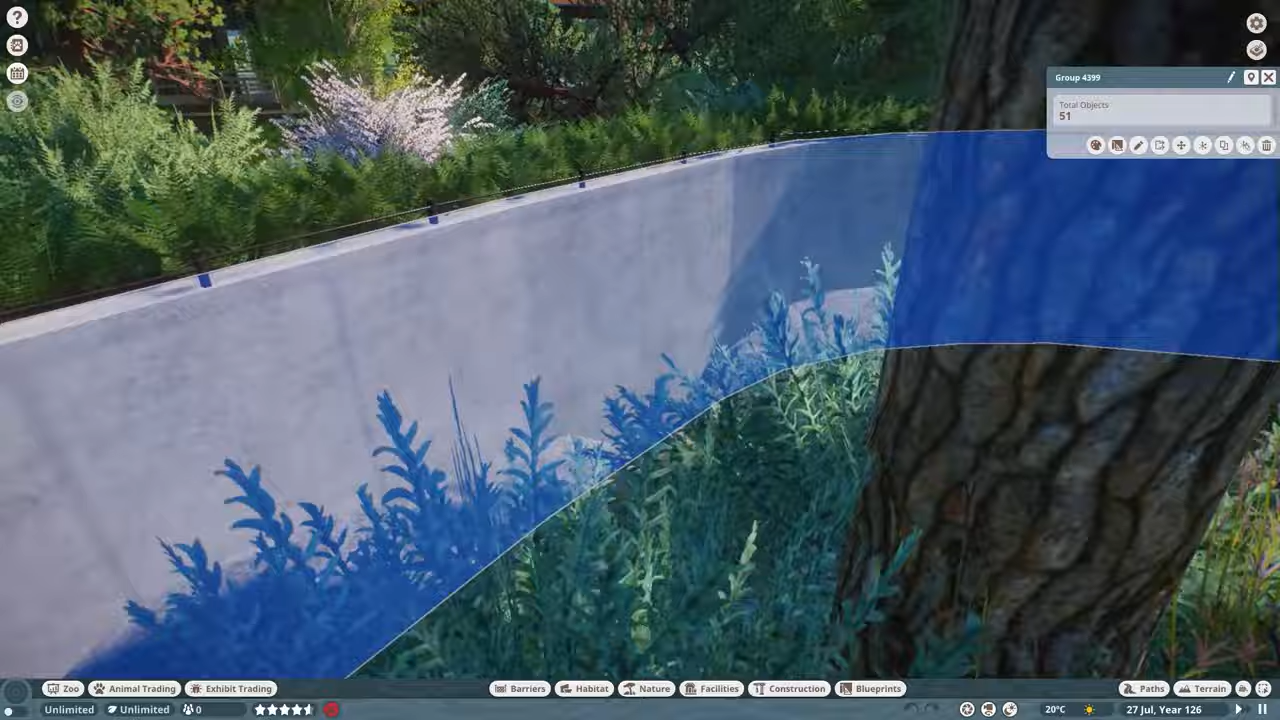 ?
Group 4399
Total Objects
51
Zoo
Animal Trading
Exhibit Trading
Barriers
Habitat
Nature
Facilities
Construction
Blueprints
Paths
Terrain
Unlimited
Unlimited
0
20°C
27 Jul, Year 126